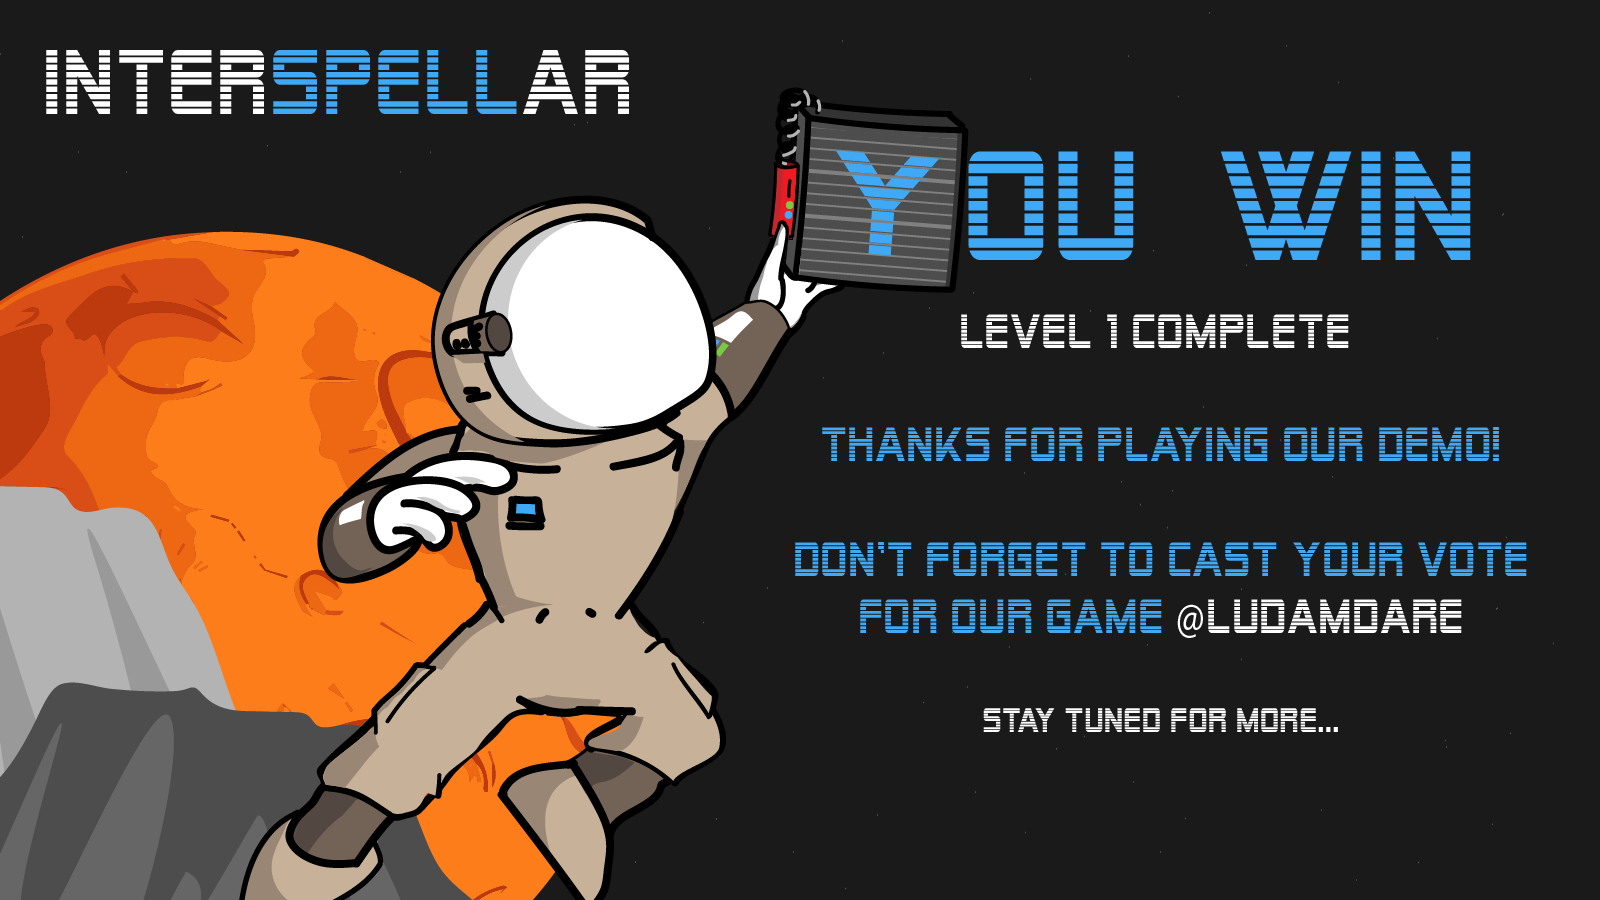 INTERSPELLAR
YOU WIN
LEVEL 1 COMPLETE
THANKS FOR PLAYING OUR DEMO!
DON'T FORGET TO CAST YOUR VOTE
FOR OUR GAME @LUDAMDARE
STAY TUNED FOR MORE...